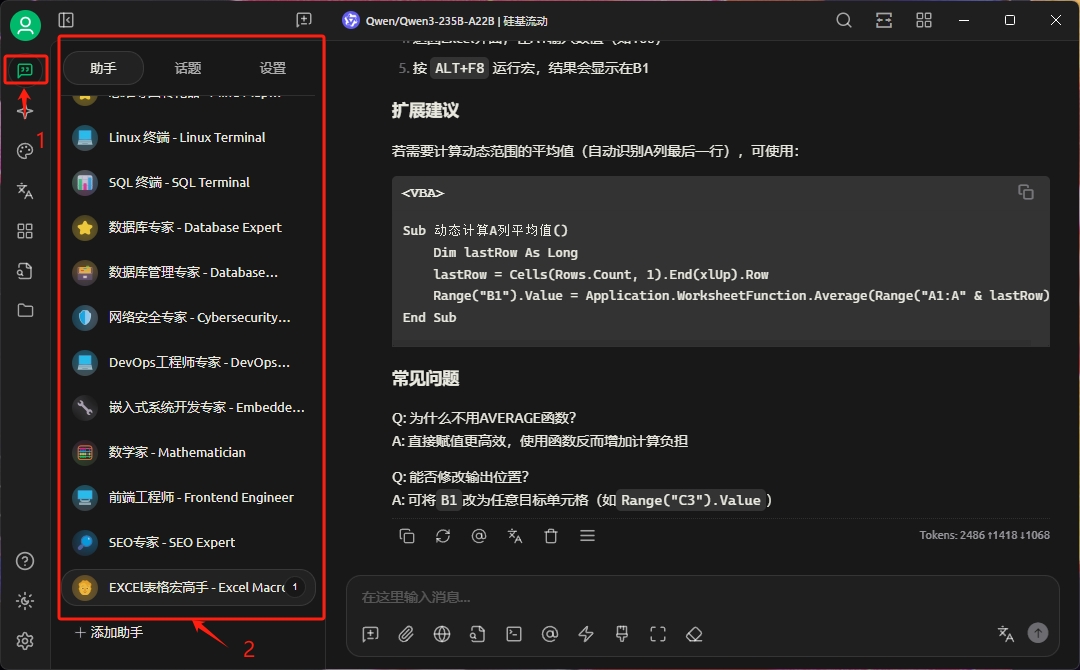 Qwen/Qwen3-235B-A22B | 硅基流动
助手
话题
设置
Linux 终端 - Linux Terminal
SQL 终端 - SQL Terminal
数据库专家 - Database Expert
数据库管理专家 - Database...
网络安全专家 - Cybersecurity...
DevOps工程师专家 - DevOps...
嵌入式系统开发专家 - Embedde...
数学家 - Mathematician
前端工程师 - Frontend Engineer
SEO专家 - SEO Expert
EXCEl表格宏高手 - Excel Macr
1
添加助手
1
2
5. 按 ALT+F8 运行宏，结果会显示在B1
扩展建议
若需要计算动态范围的平均值（自动识别A列最后一行），可使用：
<VBA>
Sub 动态计算A列平均值()
Dim lastRow As Long
lastRow = Cells(Rows.Count, 1).End(xlUp).Row
Range("B1").Value = Application.WorksheetFunction.Average(Range("A1:A" & lastRow)
End Sub
常见问题
Q: 为什么不用AVERAGE函数？
A: 直接赋值更高效，使用函数反而增加计算负担
Q: 能否修改输出位置？
A: 可将 B1 改为任意目标单元格（如 Range("C3").Value ）
Tokens: 2486 ↑1418 ↓1068
在这里输入消息...